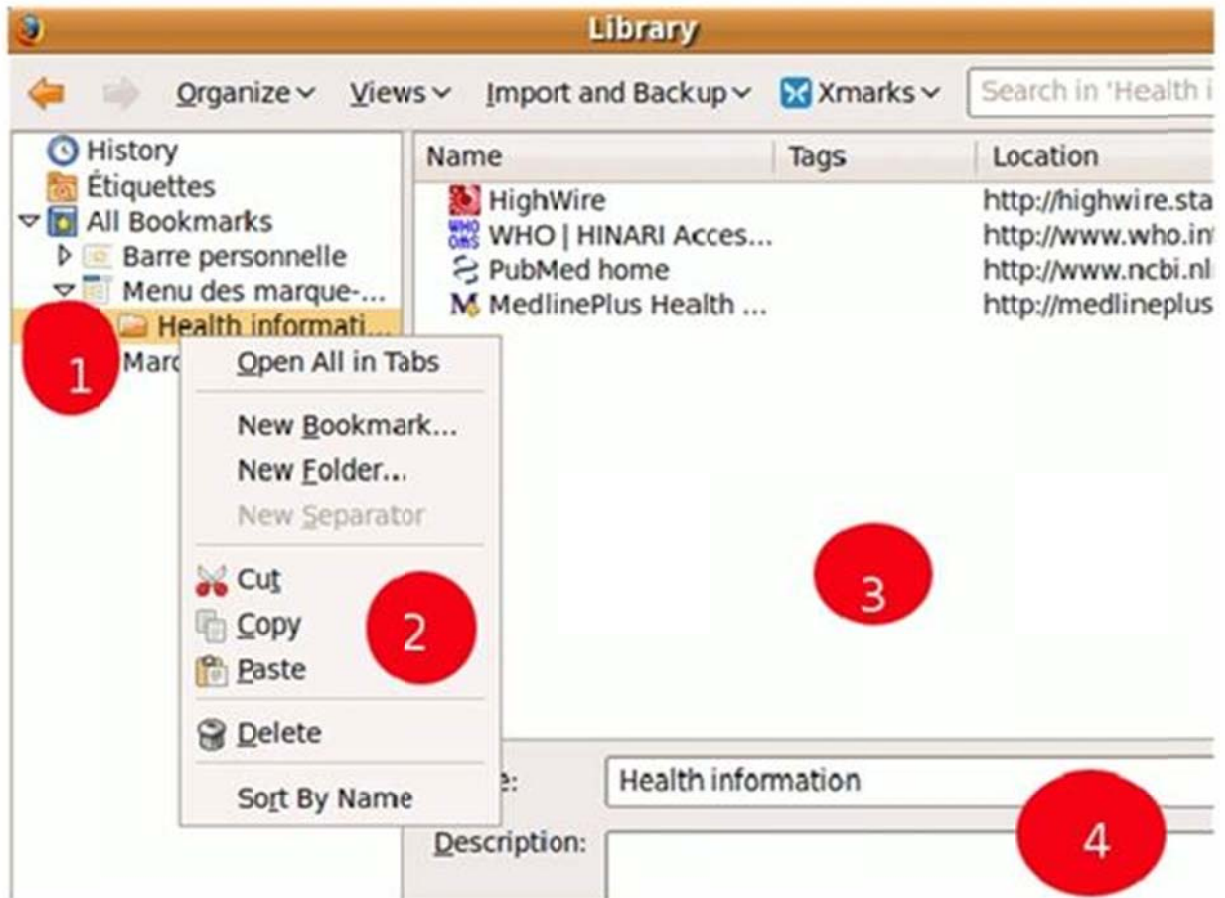 Library
Organize Views Import and Backup Xmarks Search in 'Health i
History
Étiquettes
All Bookmarks
Barre personnelle
Menu des marque-...
Health informati...
Marc
1
Name Tags Location
HighWire http://highwire.sta
WHO | HINARI Acces... http://www.who.in
PubMed home http://www.ncbi.nl
MedlinePlus Health ... http://medlineplus
Open All in Tabs
New Bookmark...
New Folder...
New Separator
Cut
Copy
Paste
Delete
Sort By Name
2
3
e: Health information
Description:
4